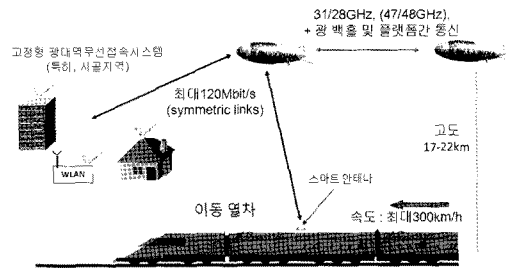 31/28GHz, (47/48GHz),
+ 광 백홀 및 플랫폼간 통신
고정형 광대역무선접속시스템
(특히, 시골지역)
최대120Mbit/s
(symmetric links)
고도
17-22km
WLAN
스마트 안테나
이동 열차
속도 : 최대300km/h